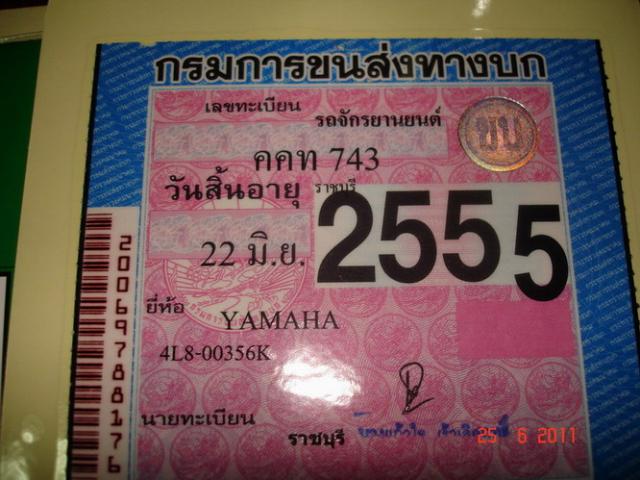 กรมการขนส่งทางบก
เลขทะเบียน รถจักรยานยนต์
ขบ
คคท 743
วันสิ้นอายุ ราชบุรี
22 มิ.ย. 2555
ยี่ห้อ
YAMAHA
4L8-00356K
นายทะเบียน
ราชบุรี
25 6 2011
20069788176